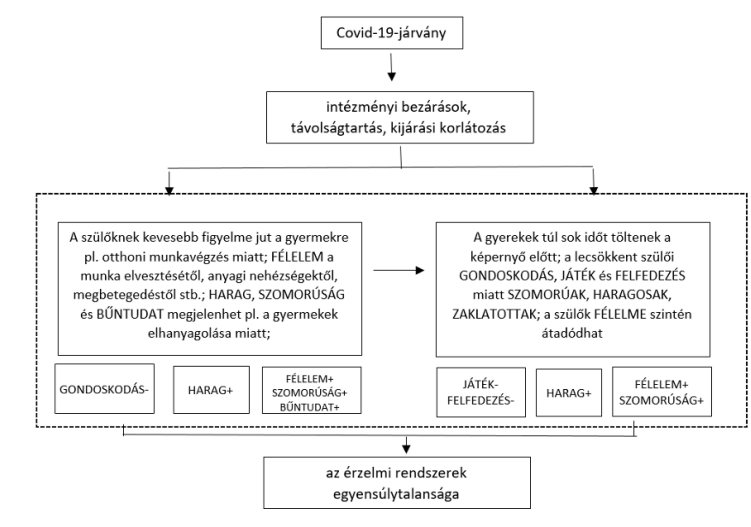 Covid-19-járvány
intézményi bezárások,
távolságtartás, kijárási korlátozás
A szülőknek kevesebb figyelme jut a gyermekre
pl. otthoni munkavégzés miatt; FÉLELEM a
munka elvesztésétől, anyagi nehézségektől,
megbetegedéstől stb.; HARAG, SZOMORÚSÁG
és BŰNTUDAT megjelenhet pl. a gyermekek
elhanyagolása miatt;
A gyerekek túl sok időt töltenek a
képernyő előtt; a lecsökkent szülői
GONDOSKODÁS, JÁTÉK és FELFEDEZÉS
miatt SZOMORÚAK, HARAGOSAK,
ZAKLATOTTAK; a szülők FÉLELME szintén
átadódhat
GONDOSKODÁS-
HARAG+
FÉLELEM+
SZOMORÚSÁG+
BŰNTUDAT+
JÁTÉK-
FELFEDEZÉS-
HARAG+
FÉLELEM+
SZOMORÚSÁG+
az érzelmi rendszerek
egyensúlytalansága